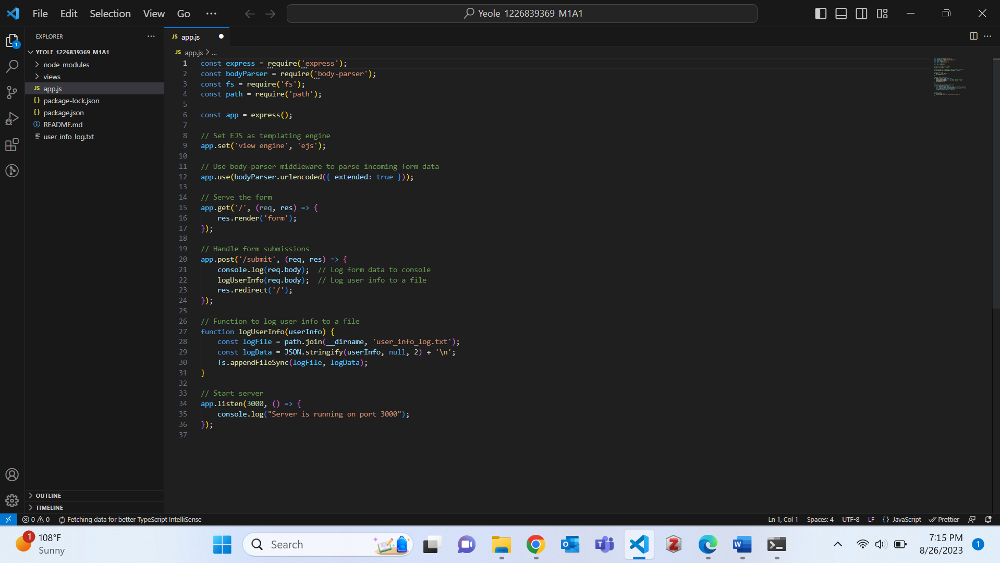 File Edit Selection View Go ··· Yeole_1226839369_M1A1
EXPLORER ···
YEOLE_1226839369_M1A1
node_modules
views
JS app.js
{} package-lock.json
{} package.json
README.md
user_info_log.txt
OUTLINE
TIMELINE
1
JS app.js
JS app.js > ...
1 const express = require('express');
2 const bodyParser = require('body-parser');
3 const fs = require('fs');
4 const path = require('path');
5
6 const app = express();
7
8 // Set EJS as templating engine
9 app.set('view engine', 'ejs');
10
11 // Use body-parser middleware to parse incoming form data
12 app.use(bodyParser.urlencoded({ extended: true }));
13
14 // Serve the form
15 app.get('/', (req, res) => {
16     res.render('form');
17 });
18
19 // Handle form submissions
20 app.post('/submit', (req, res) => {
21     console.log(req.body);  // Log form data to console
22     logUserInfo(req.body);  // Log user info to a file
23     res.redirect('/');
24 });
25
26 // Function to log user info to a file
27 function logUserInfo(userInfo) {
28     const logFile = path.join(__dirname, 'user_info_log.txt');
29     const logData = JSON.stringify(userInfo, null, 2) + '\n';
30     fs.appendFileSync(logFile, logData);
31 }
32
33 // Start server
34 app.listen(3000, () => {
35     console.log("Server is running on port 3000");
36 });
37
0 0 Fetching data for better TypeScript IntelliSense Ln 1, Col 1 Spaces: 4 UTF-8 LF {} JavaScript Prettier
1 108°F
Sunny
Search
7:15 PM
8/26/2023
1